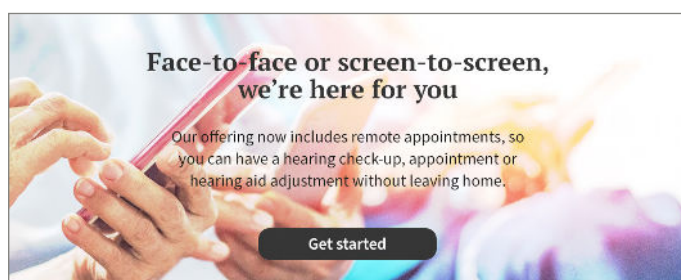 Face-to-face or screen-to-screen,
we’re here for you
Our offering now includes remote appointments, so
you can have a hearing check-up, appointment or
hearing aid adjustment without leaving home.
Get started